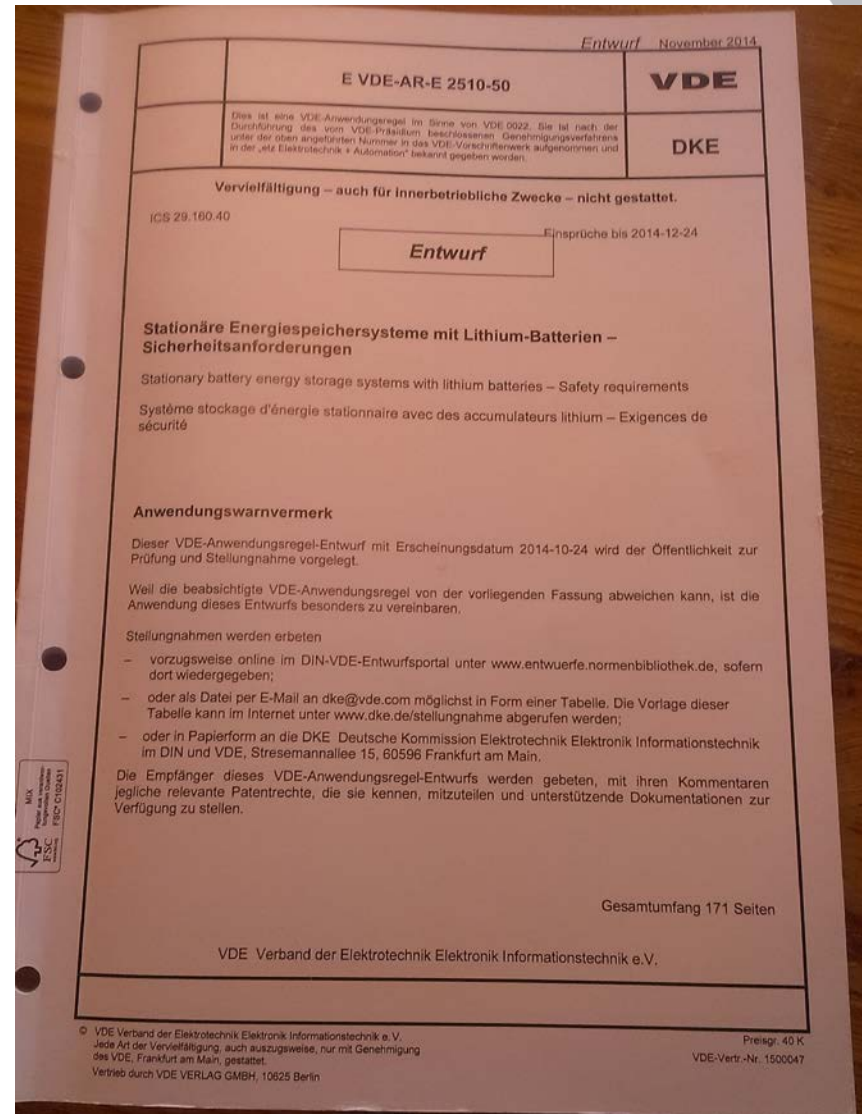 Entwurf November 2014
E VDE-AR-E 2510-50
VDE
Dies ist eine VDE-Anwendungsregel im Sinne von VDE 0022. Sie ist nach der
Durchführung des vom VDE-Präsidium beschlossenen Genehmigungsverfahrens
unter der oben angeführten Nummer in das VDE-Vorschriftenwerk aufgenommen und
in der „etz Elektrotechnik + Automation“ bekannt gegeben worden.
DKE
Vervielfältigung – auch für innerbetriebliche Zwecke – nicht gestattet.
ICS 29.160.40
Einsprüche bis 2014-12-24
Entwurf
Stationäre Energiespeichersysteme mit Lithium-Batterien –
Sicherheitsanforderungen
Stationary battery energy storage systems with lithium batteries – Safety requirements
Système stockage d'énergie stationnaire avec des accumulateurs lithium – Exigences de
sécurité
Anwendungswarnvermerk
Dieser VDE-Anwendungsregel-Entwurf mit Erscheinungsdatum 2014-10-24 wird der Öffentlichkeit zur
Prüfung und Stellungnahme vorgelegt.
Weil die beabsichtigte VDE-Anwendungsregel von der vorliegenden Fassung abweichen kann, ist die
Anwendung dieses Entwurfs besonders zu vereinbaren.
Stellungnahmen werden erbeten
– vorzugsweise online im DIN-VDE-Entwurfsportal unter www.entwuerfe.normenbibliothek.de, sofern
dort wiedergegeben;
– oder als Datei per E-Mail an dke@vde.com möglichst in Form einer Tabelle. Die Vorlage dieser
Tabelle kann im Internet unter www.dke.de/stellungnahme abgerufen werden;
– oder in Papierform an die DKE Deutsche Kommission Elektrotechnik Elektronik Informationstechnik
im DIN und VDE, Stresemannallee 15, 60596 Frankfurt am Main.
Die Empfänger dieses VDE-Anwendungsregel-Entwurfs werden gebeten, mit ihren Kommentaren
jegliche relevante Patentrechte, die sie kennen, mitzuteilen und unterstützende Dokumentationen zur
Verfügung zu stellen.
MIX
Papier aus verantwor-
tungsvollen Quellen
FSC® C102431
FSC
Gesamtumfang 171 Seiten
VDE Verband der Elektrotechnik Elektronik Informationstechnik e.V.
© VDE Verband der Elektrotechnik Elektronik Informationstechnik e. V.
Jede Art der Vervielfältigung, auch auszugsweise, nur mit Genehmigung
des VDE, Frankfurt am Main, gestattet.
Vertrieb durch VDE VERLAG GMBH, 10625 Berlin
Preisgr. 40 K
VDE-Vertr.-Nr. 1500047